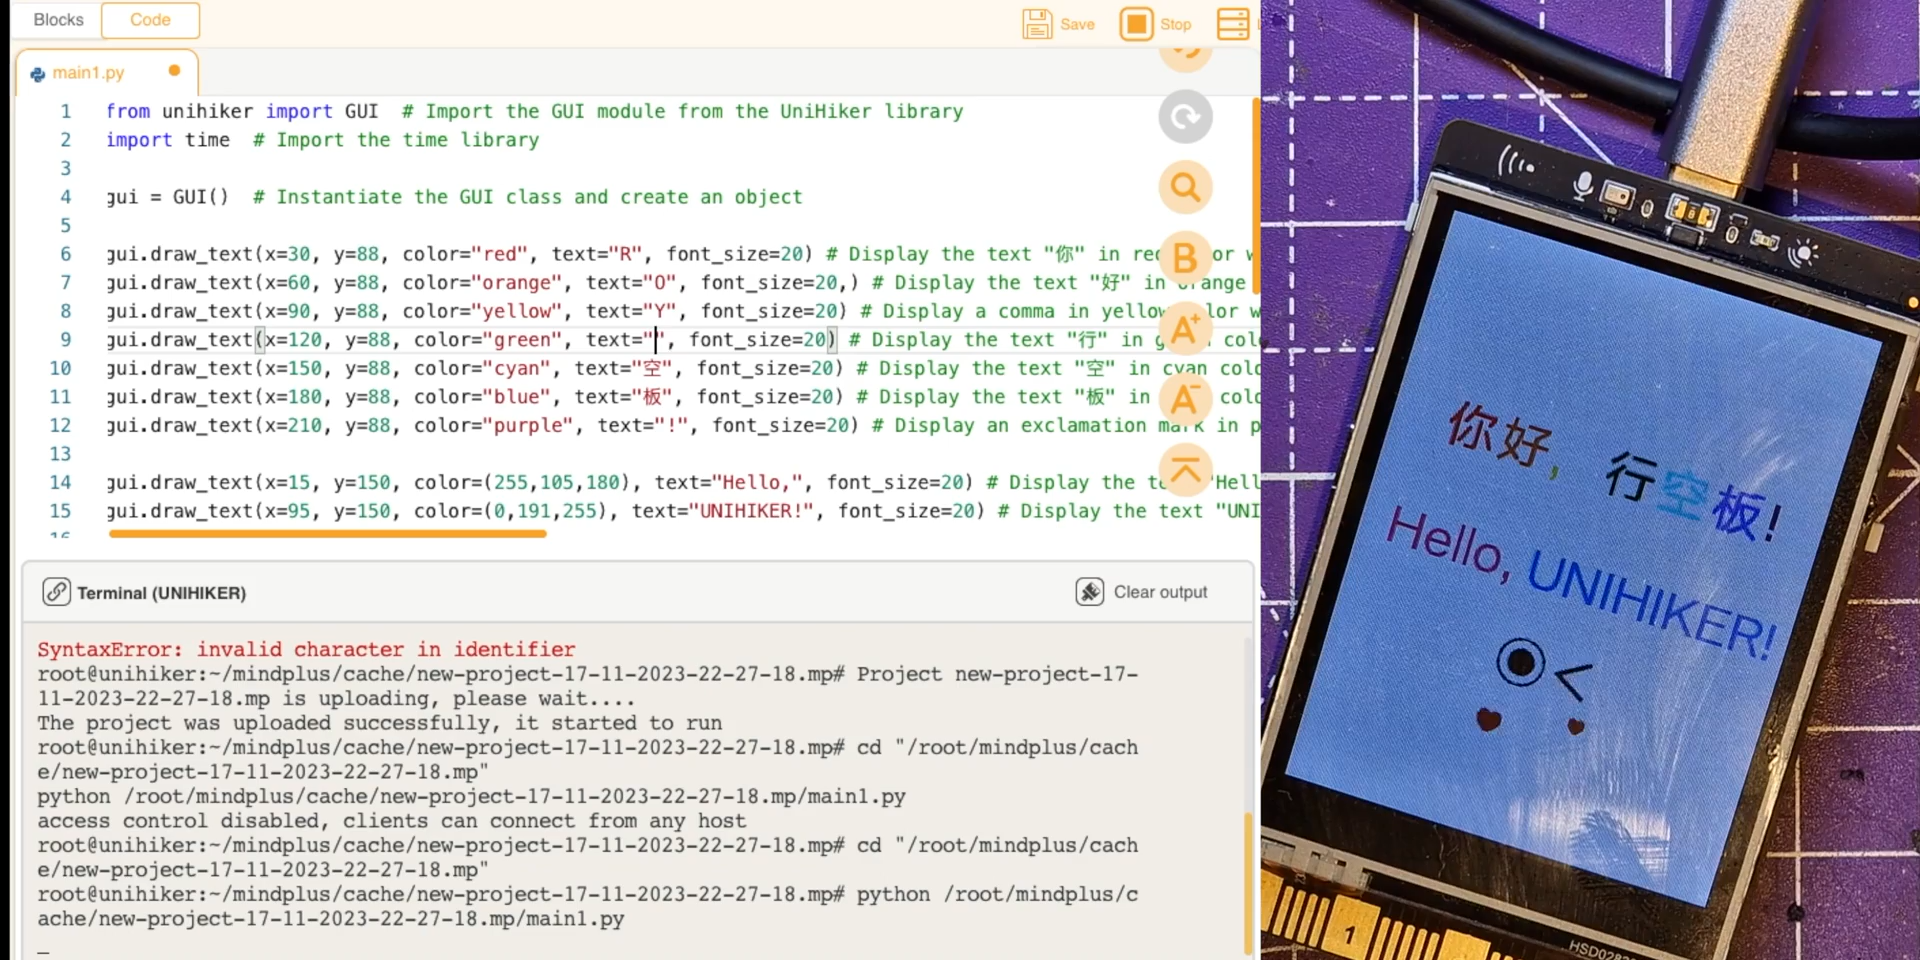 Blocks
Code
Save
Stop
main1.py
1 from unihiker import GUI # Import the GUI module from the UniHiker library
2 import time # Import the time library
3
4 gui = GUI() # Instantiate the GUI class and create an object
5
6 gui.draw_text(x=30, y=88, color="red", text="R", font_size=20) # Display the text "你" in red
7 gui.draw_text(x=60, y=88, color="orange", text="O", font_size=20,) # Display the text "好" in orange
8 gui.draw_text(x=90, y=88, color="yellow", text="Y", font_size=20) # Display a comma in yellow
9 gui.draw_text(x=120, y=88, color="green", text="", font_size=20) # Display the text "行" in
10 gui.draw_text(x=150, y=88, color="cyan", text="空", font_size=20) # Display the text "空" in cyan colo
11 gui.draw_text(x=180, y=88, color="blue", text="板", font_size=20) # Display the text "板" in colo
12 gui.draw_text(x=210, y=88, color="purple", text="!", font_size=20) # Display an exclamation mark in p
13
14 gui.draw_text(x=15, y=150, color=(255,105,180), text="Hello,", font_size=20) # Display the "Hell
15 gui.draw_text(x=95, y=150, color=(0,191,255), text="UNIHIKER!", font_size=20) # Display the text "UNI
B
A+
A-
Terminal (UNIHIKER)
Clear output
SyntaxError: invalid character in identifier
root@unihiker:~/mindplus/cache/new-project-17-11-2023-22-27-18.mp# Project new-project-17-
11-2023-22-27-18.mp is uploading, please wait....
The project was uploaded successfully, it started to run
root@unihiker:~/mindplus/cache/new-project-17-11-2023-22-27-18.mp# cd "/root/mindplus/cach
e/new-project-17-11-2023-22-27-18.mp"
python /root/mindplus/cache/new-project-17-11-2023-22-27-18.mp/main1.py
access control disabled, clients can connect from any host
root@unihiker:~/mindplus/cache/new-project-17-11-2023-22-27-18.mp# cd "/root/mindplus/cach
e/new-project-17-11-2023-22-27-18.mp"
root@unihiker:~/mindplus/cache/new-project-17-11-2023-22-27-18.mp# python /root/mindplus/c
ache/new-project-17-11-2023-22-27-18.mp/main1.py
你好, 行空板!
Hello, UNIHIKER!
1